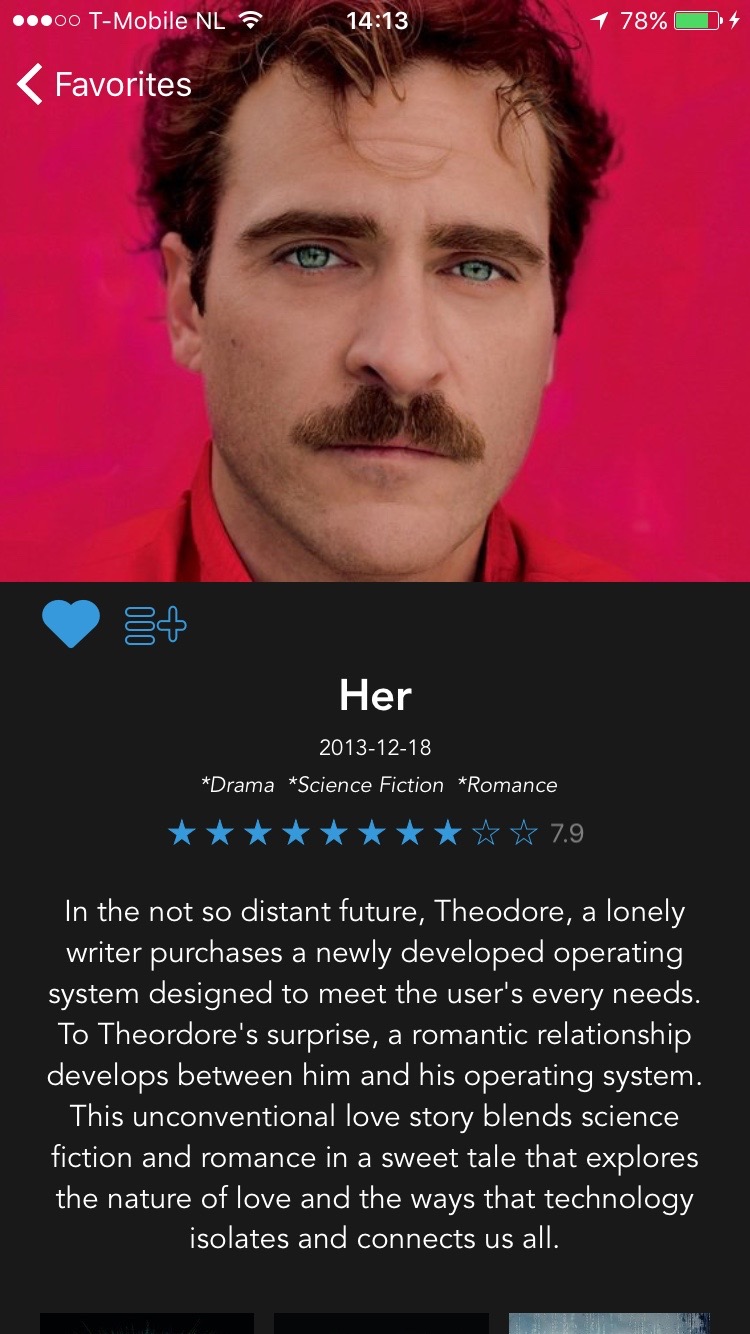 T-Mobile NL 14:13 78%
Favorites
Her
2013-12-18
*Drama *Science Fiction *Romance
7.9
In the not so distant future, Theodore, a lonely
writer purchases a newly developed operating
system designed to meet the user's every needs.
To Theordore's surprise, a romantic relationship
develops between him and his operating system.
This unconventional love story blends science
fiction and romance in a sweet tale that explores
the nature of love and the ways that technology
isolates and connects us all.